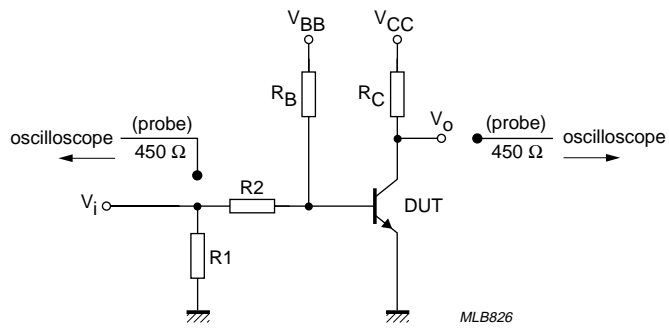 VBB
VCC
RB
RC
Vo
(probe)
450 Ω
oscilloscope
(probe)
450 Ω
oscilloscope
Vi
R2
DUT
R1
MLB826